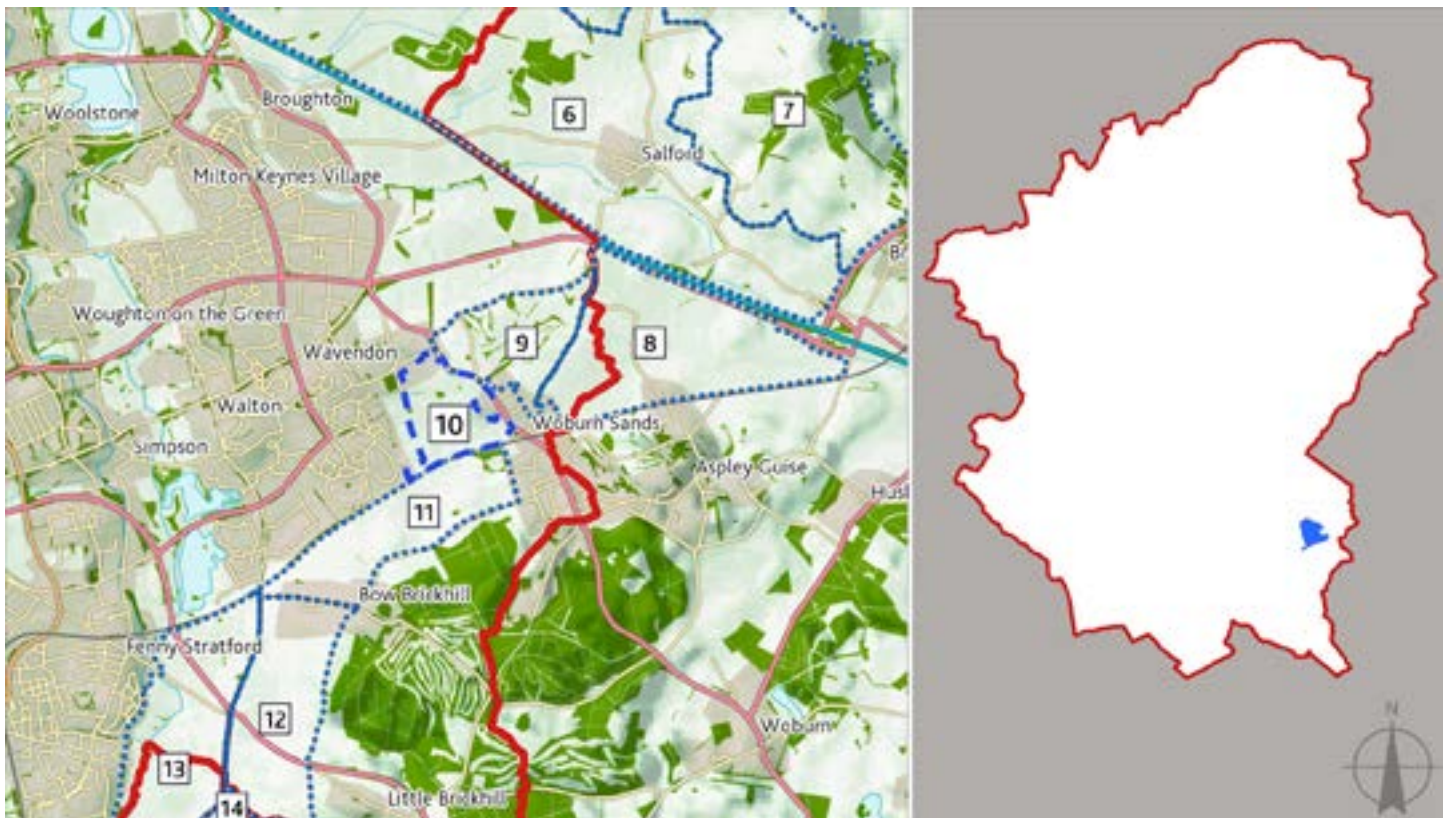 Woolstone
Broughton
6
7
Milton Keynes Village
Salford
Woughton on the Green
Wavendon
9
8
Walton
10
Woburn Sands
Simpson
Aspley Guise
11
Bow Brickhill
Fenny Stratford
12
Woburn
13
14
Little Brickhill
N